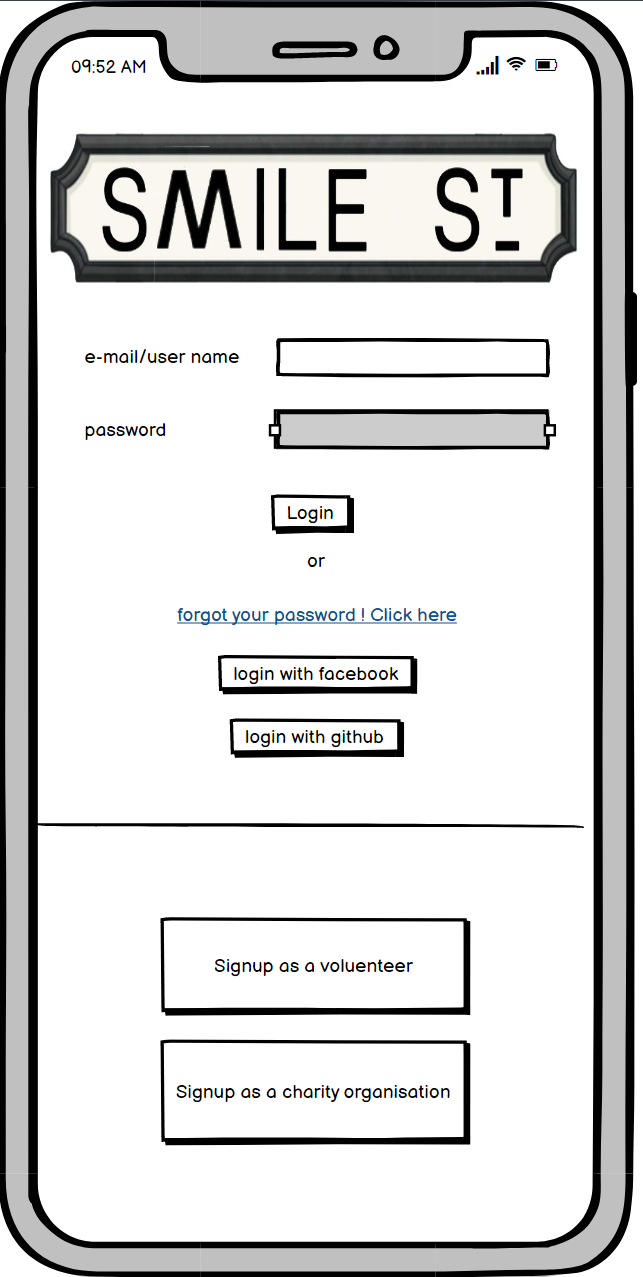 09:52 AM
SMILE ST
e-mail/user name
password
Login
or
forgot your password ! Click here
login with facebook
login with github
Signup as a voluenteer
Signup as a charity organisation